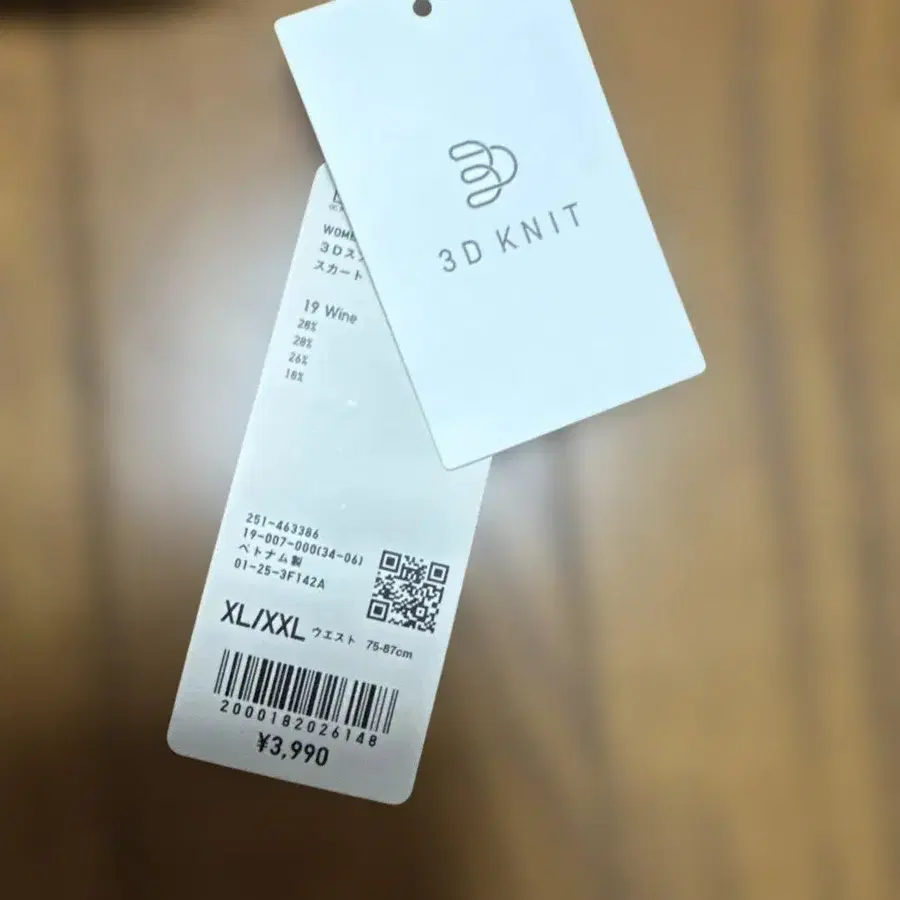 3D KNIT
WOME
3Dス
スカート
19 Wine
28%
28%
26%
18%
251-463386
19-007-000(34-06)
ベトナム製
01-25-3F142A
XL/XXL ウエスト 75-87cm
2000182026148
¥3,990